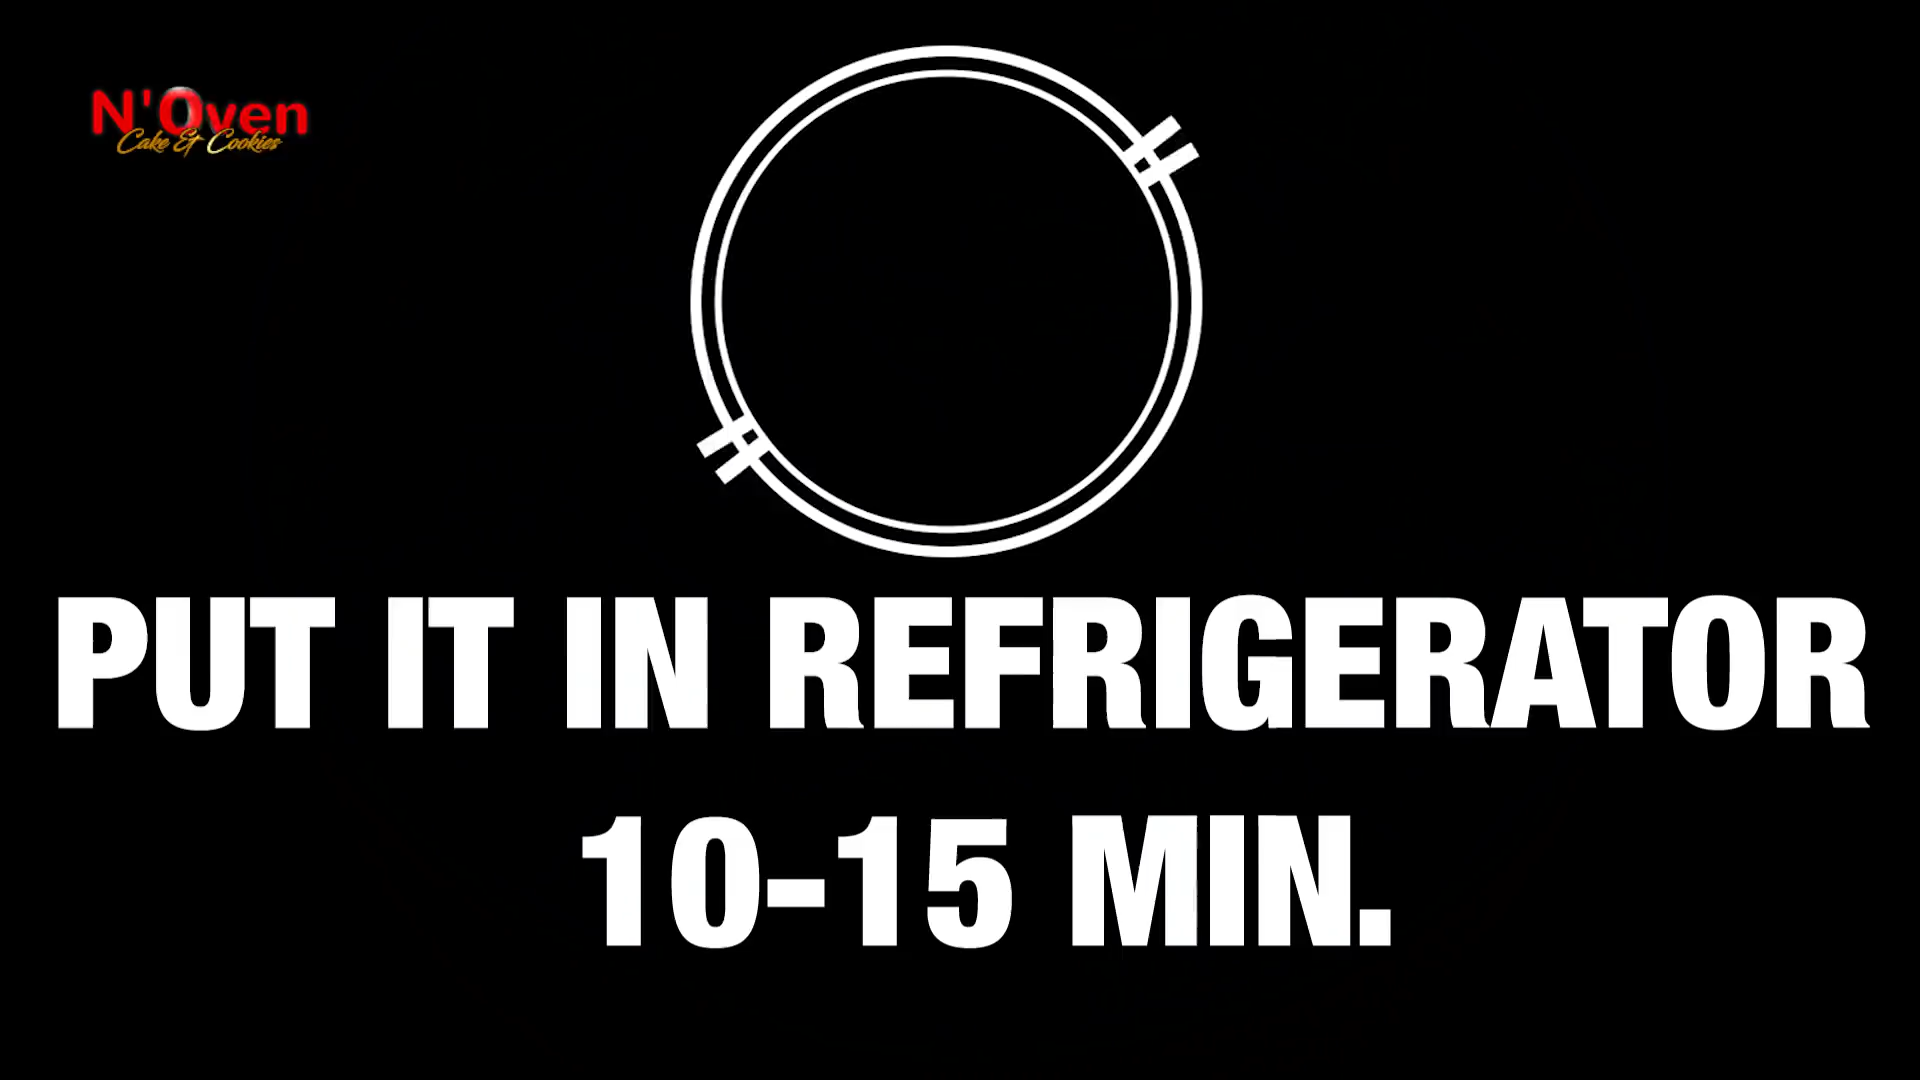 N'Oven
Cake & Cookies
PUT IT IN REFRIGERATOR
10-15 MIN.